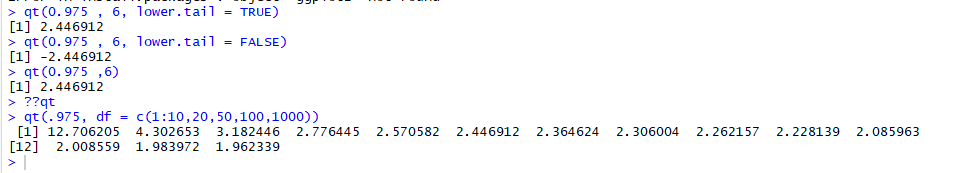 > qt(0.975 , 6, lower.tail = TRUE)
[1] 2.446912
> qt(0.975 , 6, lower.tail = FALSE)
[1] -2.446912
> qt(0.975 ,6)
[1] 2.446912
> ??qt
> qt(.975, df = c(1:10,20,50,100,1000))
 [1] 12.706205  4.302653  3.182446  2.776445  2.570582  2.446912  2.364624  2.306004  2.262157  2.228139  2.085963
[12]  2.008559  1.983972  1.962339
>